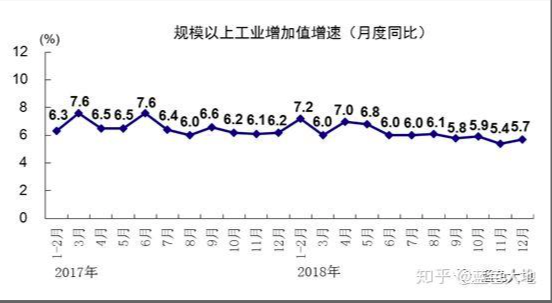 规模以上工业增加值增速（月度同比）
(%)
12
10
8
6
4
2
0
6.3 7.6 6.5 6.5 7.6 6.4 6.0 6.6 6.2 6.1 6.2 7.2 6.0 7.0 6.8 6.0 6.0 6.1 5.8 5.9 5.4 5.7
1-2月 3月 4月 5月 6月 7月 8月 9月 10月 11月 12月 1-2月 3月 4月 5月 6月 7月 8月 9月 10月 11月 12月
2017年 2018年
知乎 大地